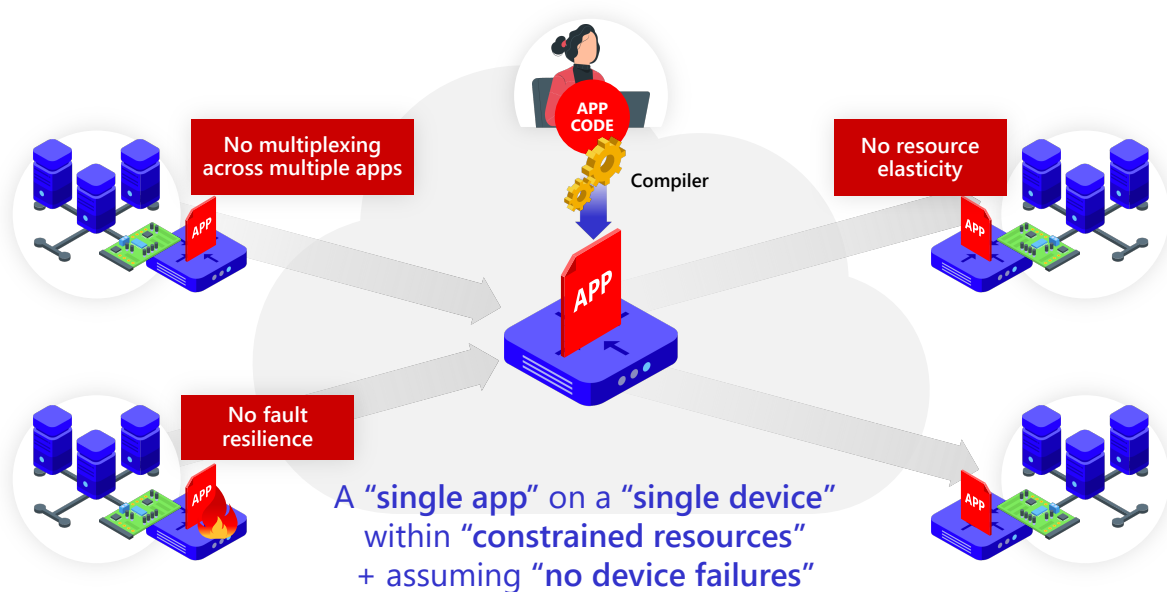 APP
CODE
No multiplexing
across multiple apps
No resource
elasticity
Compiler
APP
APP
APP
No fault
resilience
APP
APP
A “single app” on a “single device”
within “constrained resources”
+ assuming “no device failures”